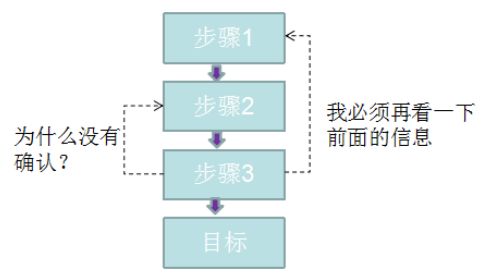 步骤1
步骤2
为什么没有
确认？
我必须再看一下
前面的信息
步骤3
目标